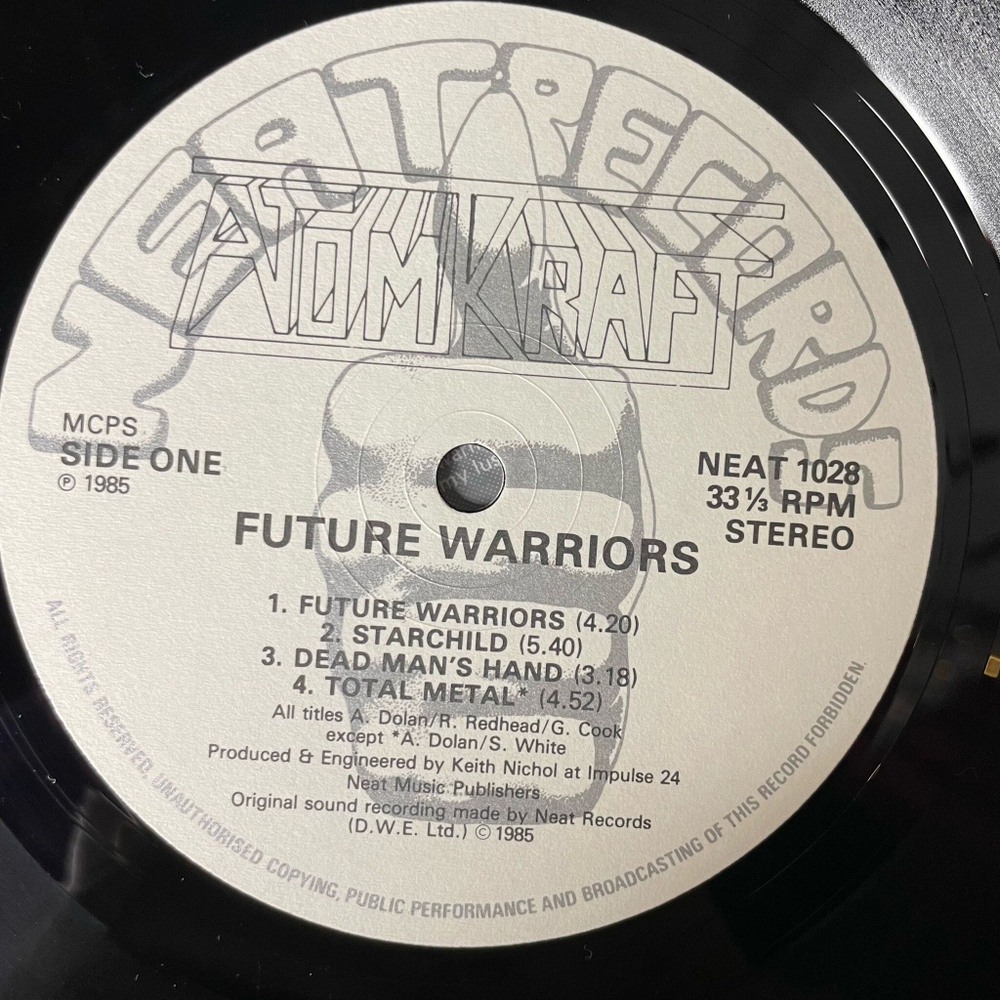 NEAT RECORDS
ATOMKRAFT
MCPS
SIDE ONE
℗ 1985
NEAT 1028
33 ⅓ RPM
STEREO
FUTURE WARRIORS
1. FUTURE WARRIORS (4.20)
2. STARCHILD (5.40)
3. DEAD MAN'S HAND (3.18)
4. TOTAL METAL* (4.52)
All titles A. Dolan/R. Redhead/G. Cook
except *A. Dolan/S. White
Produced & Engineered by Keith Nichol at Impulse 24
Neat Music Publishers
Original sound recording made by Neat Records
(D.W.E. Ltd.) © 1985
ALL RIGHTS RESERVED. UNAUTHORISED COPYING, PUBLIC PERFORMANCE AND BROADCASTING OF THIS RECORD FORBIDDEN.